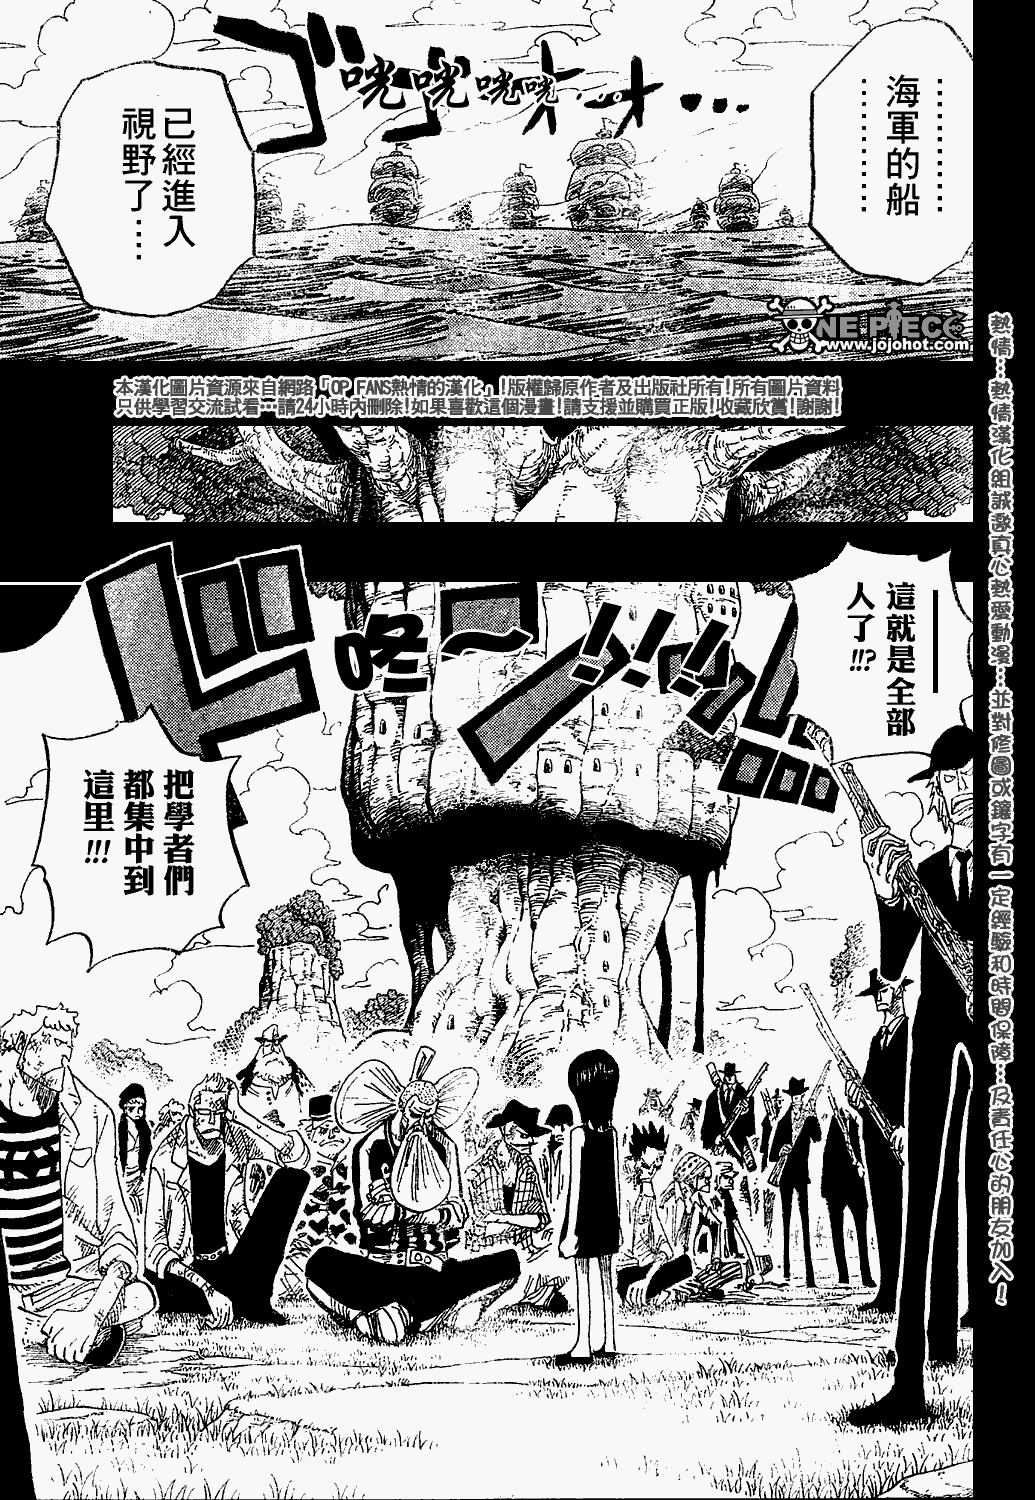 ………
海軍的船
………
已經進入
視野了…
ゴゴオオ…
咣咣咣咣
ONE PIECE
www.jojohot.com
本漢化圖片資源來自網路「OP FANS熱情的漢化」!版權歸原作者及出版社所有!所有圖片資料
只供學習交流試看…請24小時內刪除!如果喜歡這個漫畫!請支援並購買正版!收藏欣賞!謝謝!
——
這就是全部
人了!!?
咚～!!!
把學者們
都集中到
這里!!!
熱情…熱情漢化組誠邀真心熱愛動漫…並對修圖或鑲字有一定經驗和時間保障…及責任心的朋友加入!